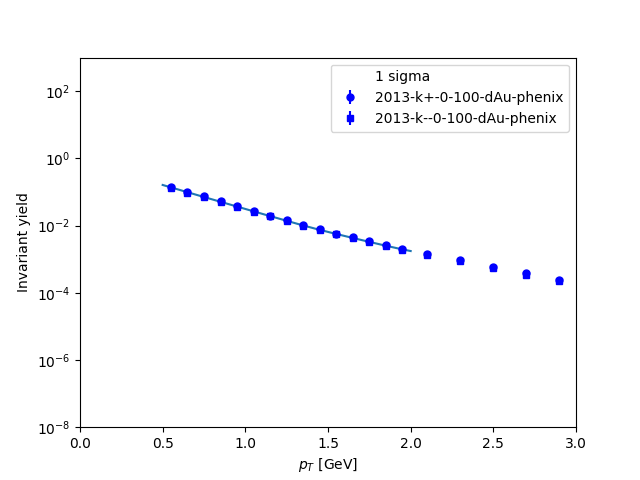 1 sigma
2013-k+-0-100-dAu-phenix
2013-k--0-100-dAu-phenix
Invariant yield
10²
10⁰
10⁻²
10⁻⁴
10⁻⁶
10⁻⁸
0.0 0.5 1.0 1.5 2.0 2.5 3.0
p_T [GeV]